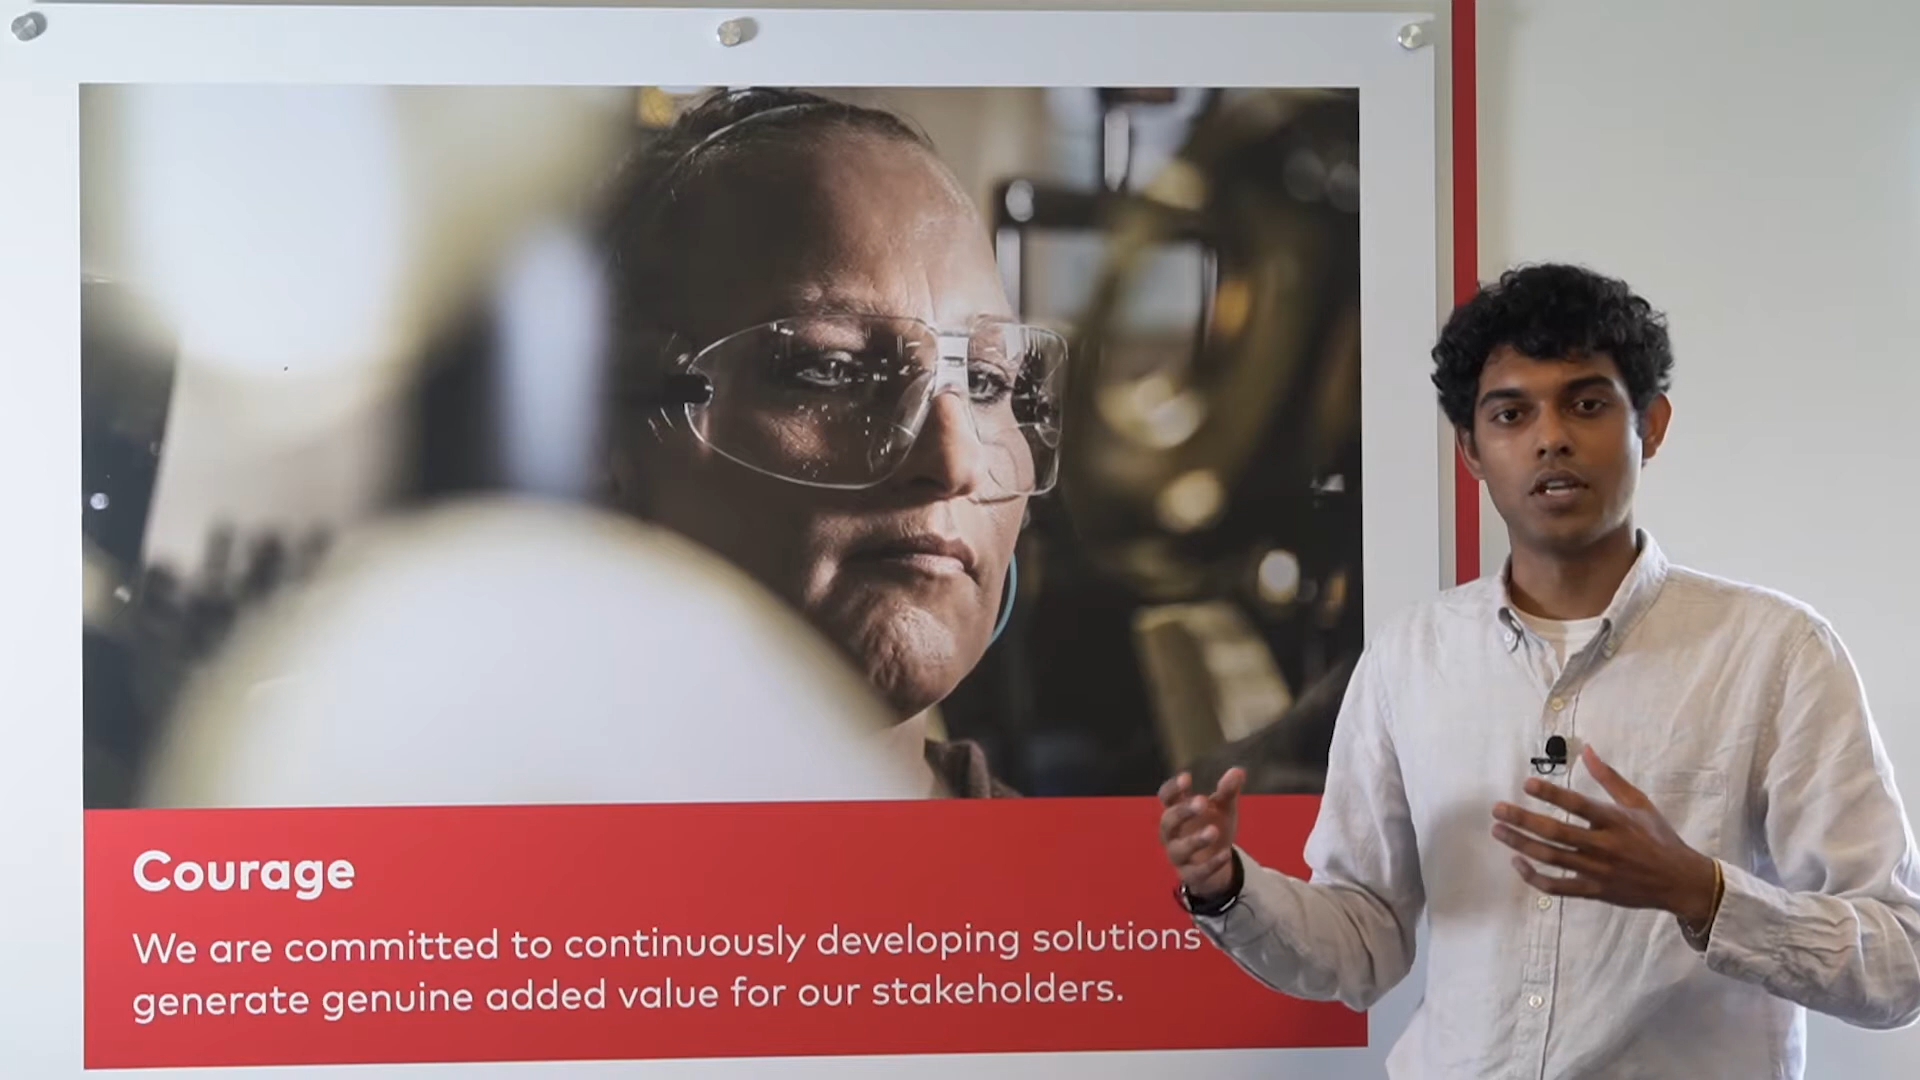 Courage
We are committed to continuously developing solutions
generate genuine added value for our stakeholders.